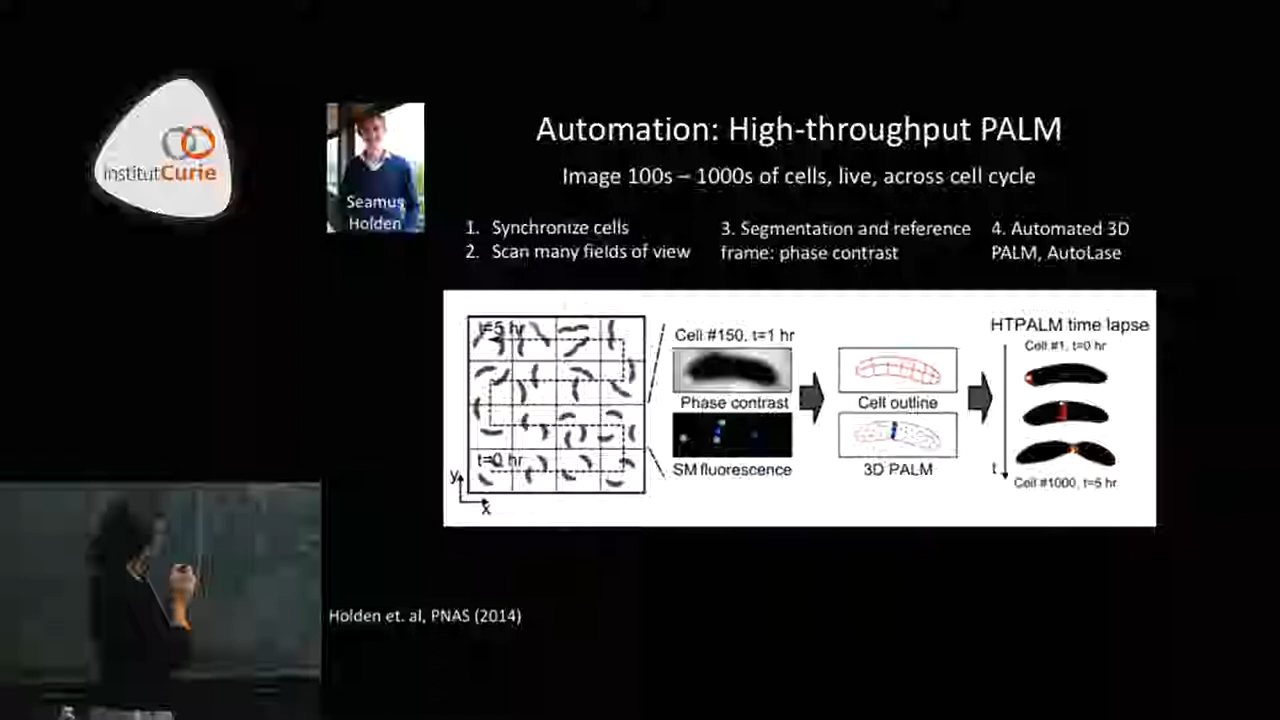 institutCurie
Seamus
Holden
Automation: High-throughput PALM
Image 100s – 1000s of cells, live, across cell cycle
1. Synchronize cells
2. Scan many fields of view
3. Segmentation and reference
frame: phase contrast
4. Automated 3D
PALM, AutoLase
t=5 hr
t=0 hr
y
x
Cell #150, t=1 hr
Phase contrast
SM fluorescence
Cell outline
3D PALM
HTPALM time lapse
Cell #1, t=0 hr
t
Cell #1000, t=5 hr
Holden et. al, PNAS (2014)